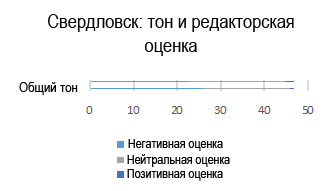 Свердловск: тон и редакторская
оценка
Общий тон
0 10 20 30 40 50
Негативная оценка
Нейтральная оценка
Позитивная оценка